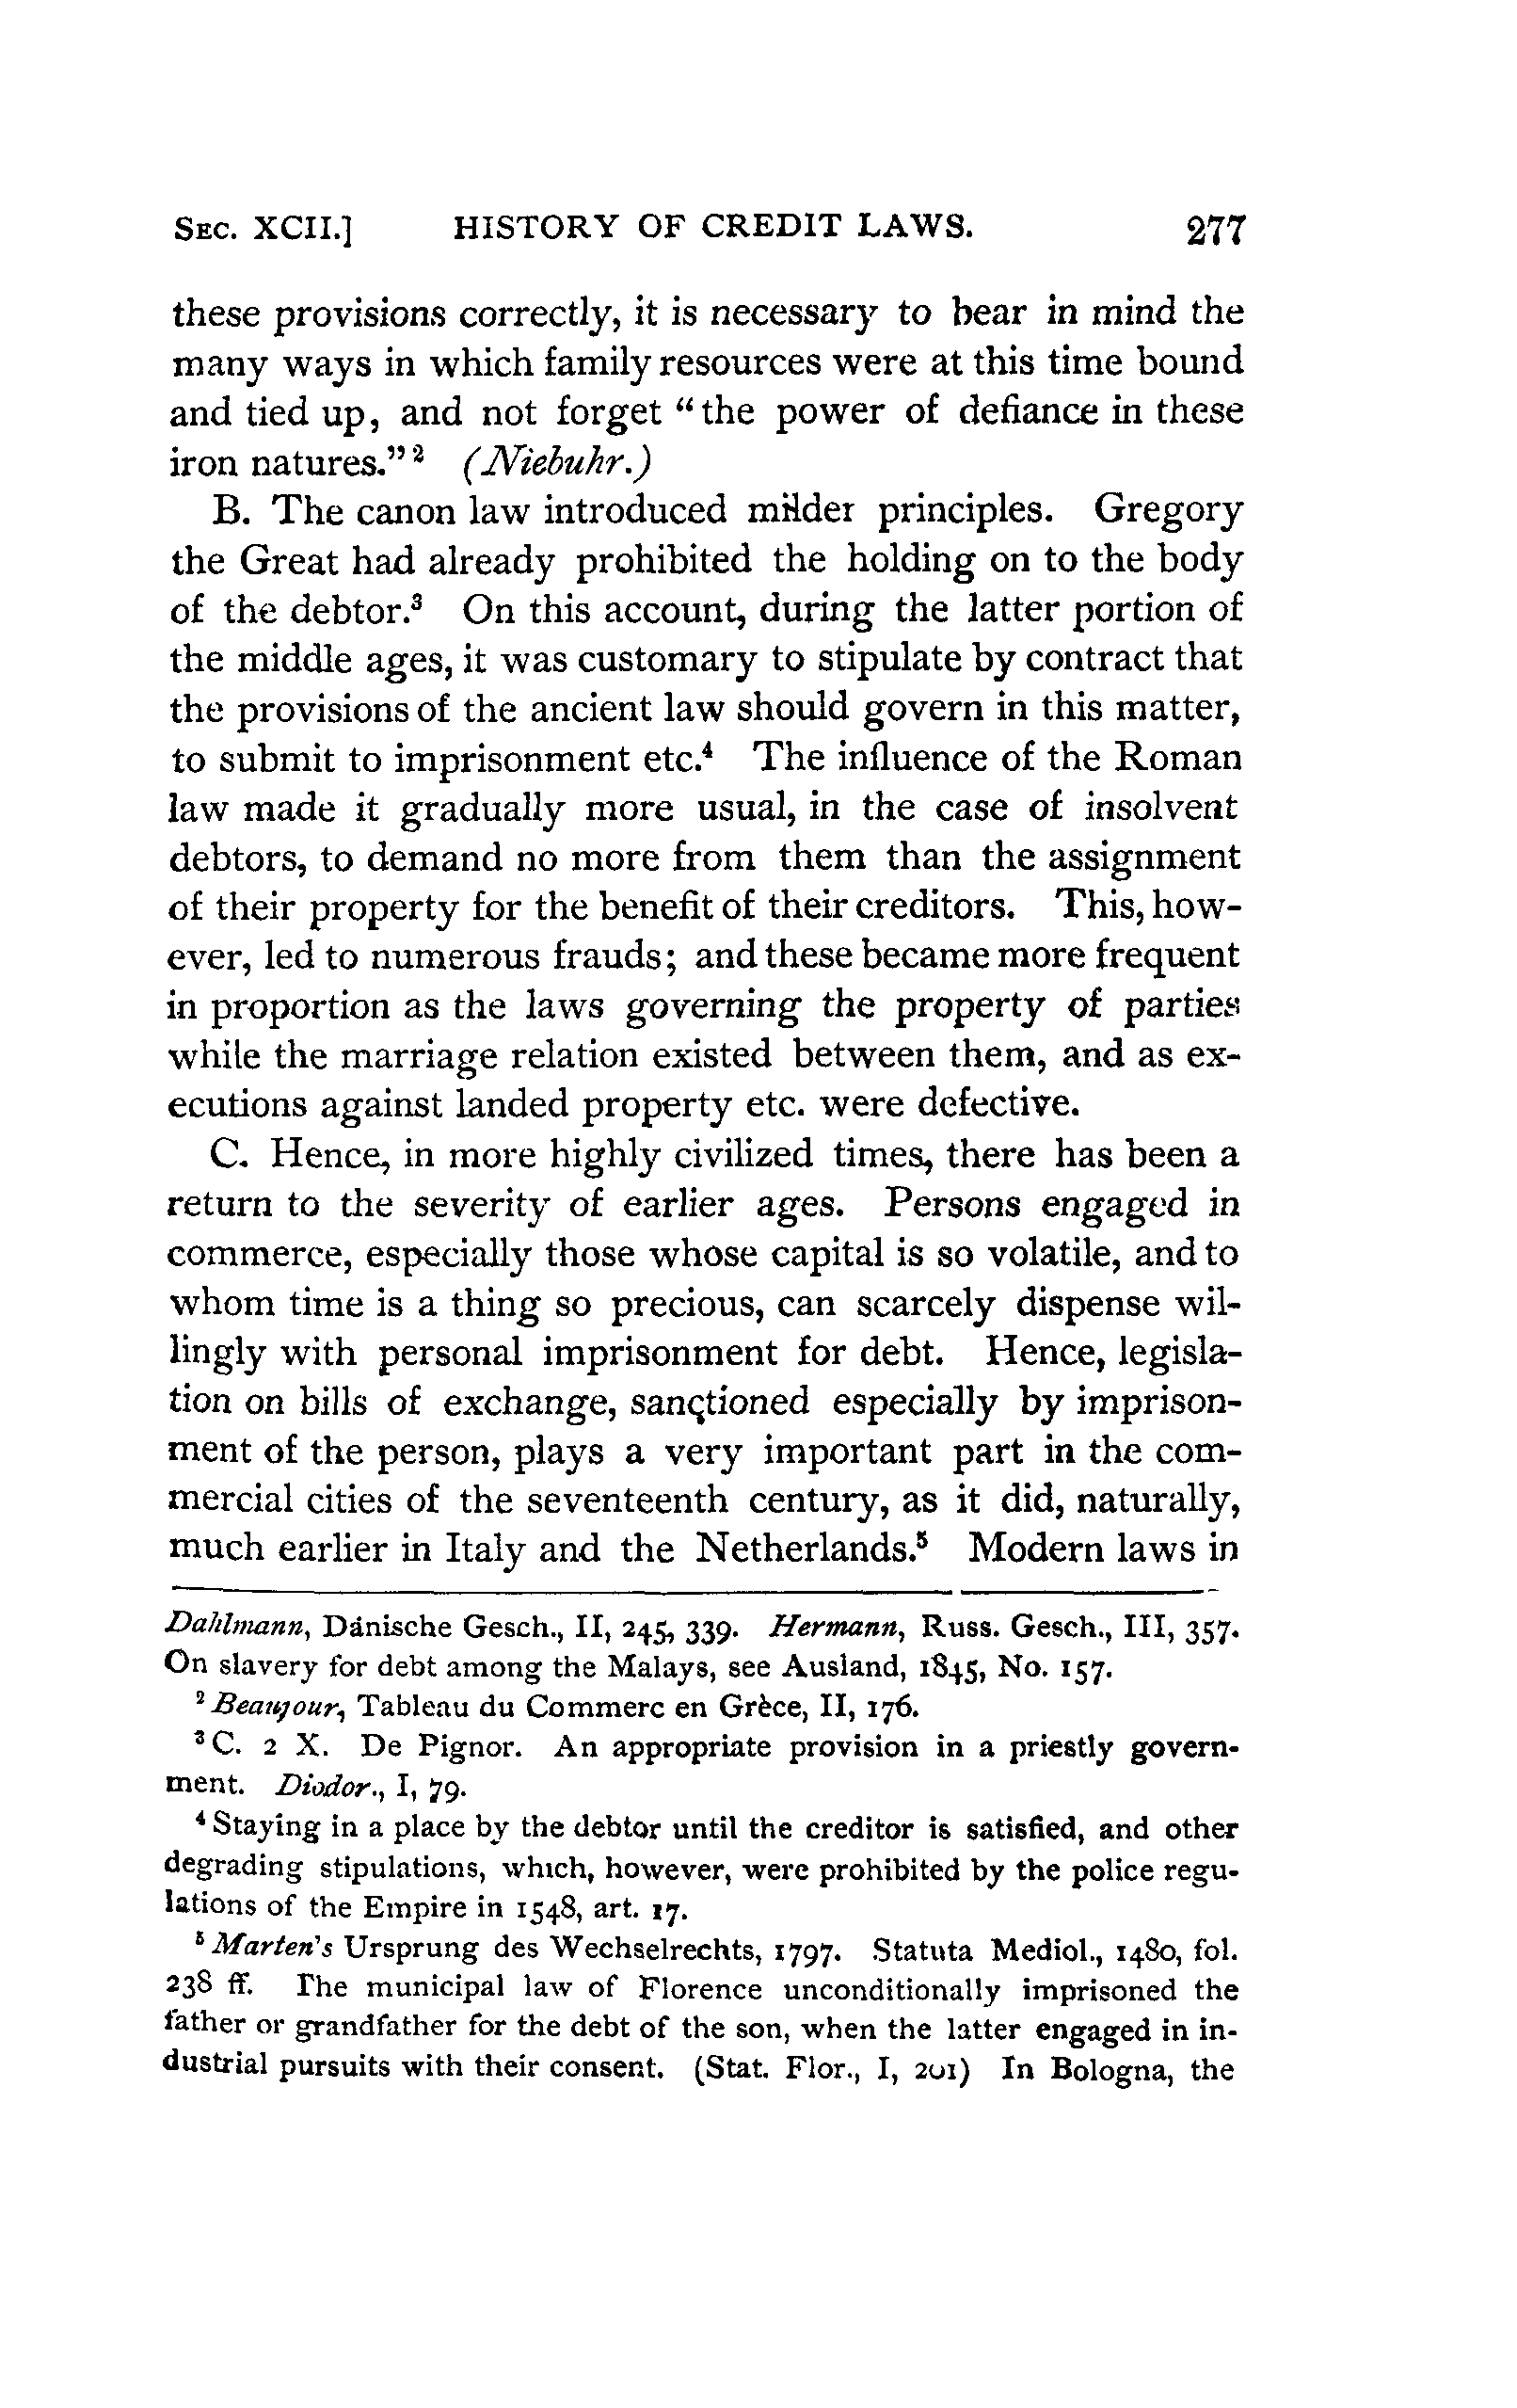 SEC. XCII.] HISTORY OF CREDIT LAWS. 277
these provisions correctly, it is necessary to bear in mind the
many ways in which family resources were at this time bound
and tied up, and not forget “the power of defiance in these
iron natures.”² (Niebuhr.)
B. The canon law introduced milder principles. Gregory
the Great had already prohibited the holding on to the body
of the debtor.³ On this account, during the latter portion of
the middle ages, it was customary to stipulate by contract that
the provisions of the ancient law should govern in this matter,
to submit to imprisonment etc.⁴ The influence of the Roman
law made it gradually more usual, in the case of insolvent
debtors, to demand no more from them than the assignment
of their property for the benefit of their creditors. This, how-
ever, led to numerous frauds; and these became more frequent
in proportion as the laws governing the property of parties
while the marriage relation existed between them, and as ex-
ecutions against landed property etc. were defective.
C. Hence, in more highly civilized times, there has been a
return to the severity of earlier ages. Persons engaged in
commerce, especially those whose capital is so volatile, and to
whom time is a thing so precious, can scarcely dispense wil-
lingly with personal imprisonment for debt. Hence, legisla-
tion on bills of exchange, sanctioned especially by imprison-
ment of the person, plays a very important part in the com-
mercial cities of the seventeenth century, as it did, naturally,
much earlier in Italy and the Netherlands.⁵ Modern laws in
Dahlmann, Dänische Gesch., II, 245, 339. Hermann, Russ. Gesch., III, 357.
On slavery for debt among the Malays, see Ausland, 1845, No. 157.
² Beaujour, Tableau du Commerc en Grèce, II, 176.
³ C. 2 X. De Pignor. An appropriate provision in a priestly govern-
ment. Diodor., I, 79.
⁴ Staying in a place by the debtor until the creditor is satisfied, and other
degrading stipulations, which, however, were prohibited by the police regu-
lations of the Empire in 1548, art. 17.
⁵ Marten's Ursprung des Wechselrechts, 1797. Statuta Mediol., 1480, fol.
238 ff. The municipal law of Florence unconditionally imprisoned the
father or grandfather for the debt of the son, when the latter engaged in in-
dustrial pursuits with their consent. (Stat. Flor., I, 201) In Bologna, the